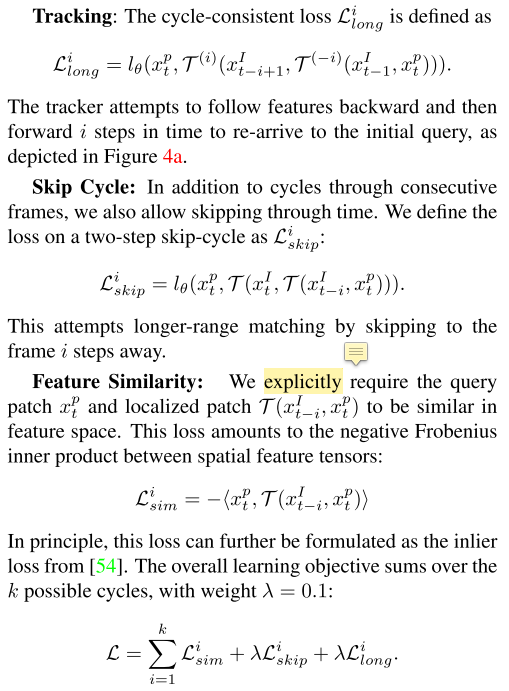 Tracking: The cycle-consistent loss $\mathcal{L}^i_{long}$ is defined as
$\mathcal{L}^i_{long} = l_\theta(x^p_t, \mathcal{T}^{(i)}(x^I_{t-i+1}, \mathcal{T}^{(-i)}(x^I_{t-1}, x^p_t))).$
The tracker attempts to follow features backward and then
forward $i$ steps in time to re-arrive to the initial query, as
depicted in Figure 4a.
Skip Cycle: In addition to cycles through consecutive
frames, we also allow skipping through time. We define the
loss on a two-step skip-cycle as $\mathcal{L}^i_{skip}$:
$\mathcal{L}^i_{skip} = l_\theta(x^p_t, \mathcal{T}(x^I_t, \mathcal{T}(x^I_{t-i}, x^p_t))).$
This attempts longer-range matching by skipping to the
frame $i$ steps away.
Feature Similarity: We explicitly require the query
patch $x^p_t$ and localized patch $\mathcal{T}(x^I_{t-i}, x^p_t)$ to be similar in
feature space. This loss amounts to the negative Frobenius
inner product between spatial feature tensors:
$\mathcal{L}^i_{sim} = -\langle x^p_t, \mathcal{T}(x^I_{t-i}, x^p_t)\rangle$
In principle, this loss can further be formulated as the inlier
loss from [54]. The overall learning objective sums over the
$k$ possible cycles, with weight $\lambda = 0.1$:
$\mathcal{L} = \sum_{i=1}^{k} \mathcal{L}^i_{sim} + \lambda\mathcal{L}^i_{skip} + \lambda\mathcal{L}^i_{long}.$